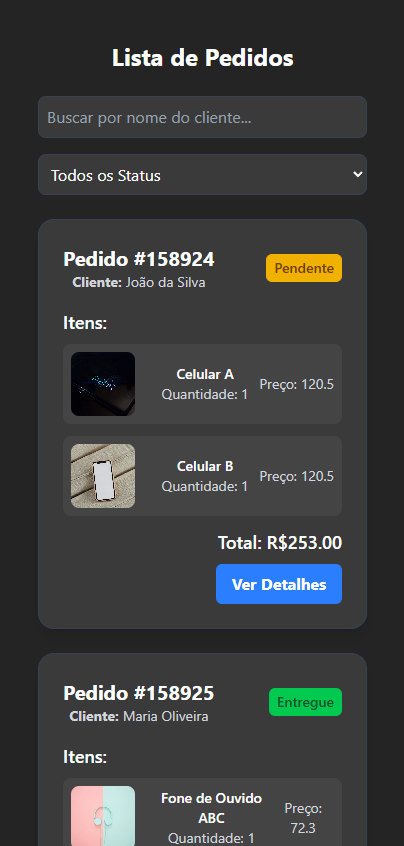 Lista de Pedidos
Buscar por nome do cliente...
Todos os Status
Pedido #158924
Cliente: João da Silva
Pendente
Itens:
Celular A
Quantidade: 1
Preço: 120.5
Celular B
Quantidade: 1
Preço: 120.5
Total: R$253.00
Ver Detalhes
Pedido #158925
Cliente: Maria Oliveira
Entregue
Itens:
Fone de Ouvido
ABC
Quantidade: 1
Preço:
72.3